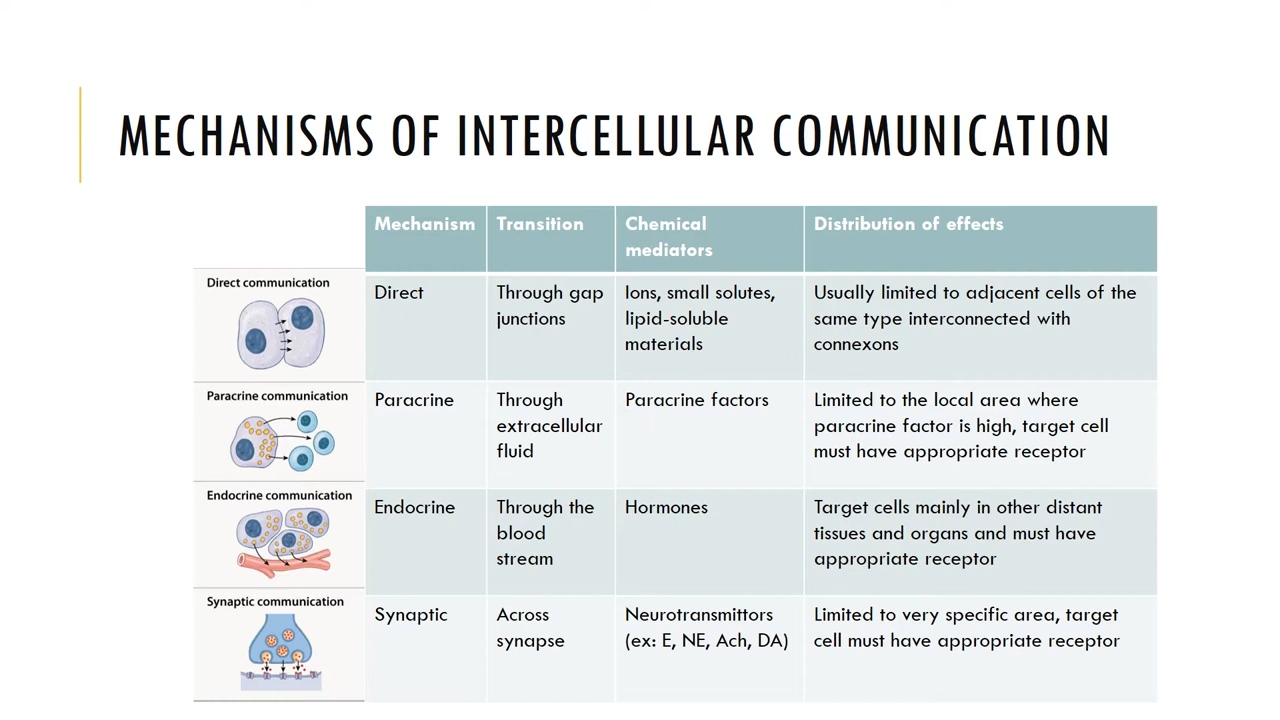 MECHANISMS OF INTERCELLULAR COMMUNICATION
Mechanism
Transition
Chemical
mediators
Distribution of effects
Direct communication
Direct
Through gap
junctions
Ions, small solutes,
lipid-soluble
materials
Usually limited to adjacent cells of the
same type interconnected with
connexons
Paracrine communication
Paracrine
Through
extracellular
fluid
Paracrine factors
Limited to the local area where
paracrine factor is high, target cell
must have appropriate receptor
Endocrine communication
Endocrine
Through the
blood
stream
Hormones
Target cells mainly in other distant
tissues and organs and must have
appropriate receptor
Synaptic communication
Synaptic
Across
synapse
Neurotransmittors
(ex: E, NE, Ach, DA)
Limited to very specific area, target
cell must have appropriate receptor